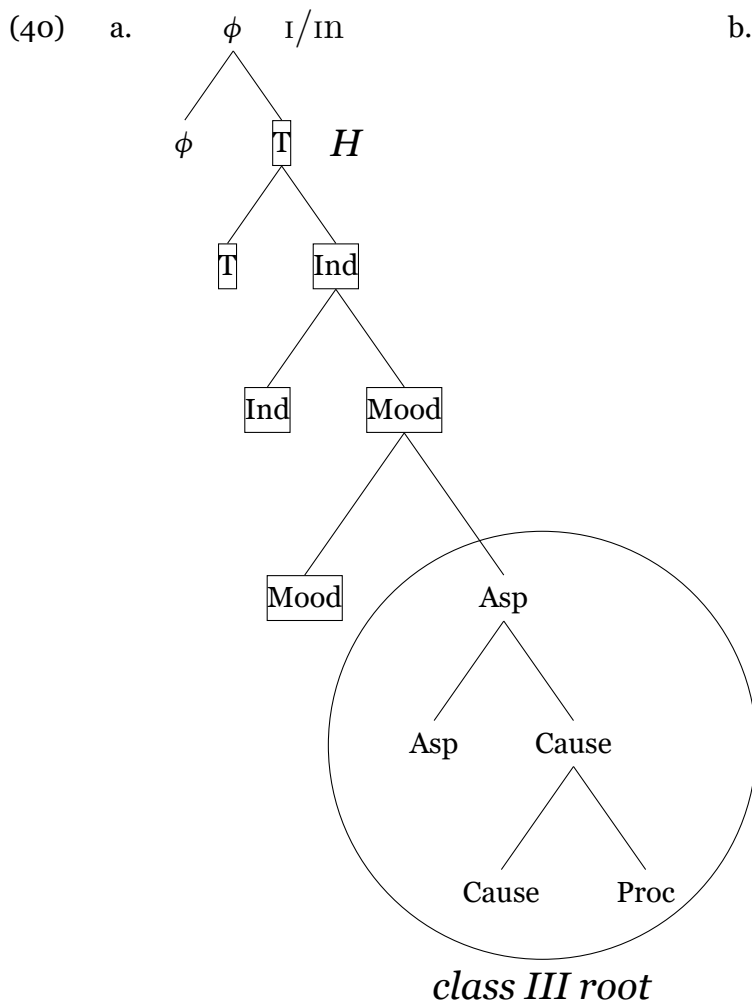 (40) a. ϕ I/IN b.
ϕ T H
T Ind
Ind Mood
Mood Asp
Asp Cause
Cause Proc
class III root